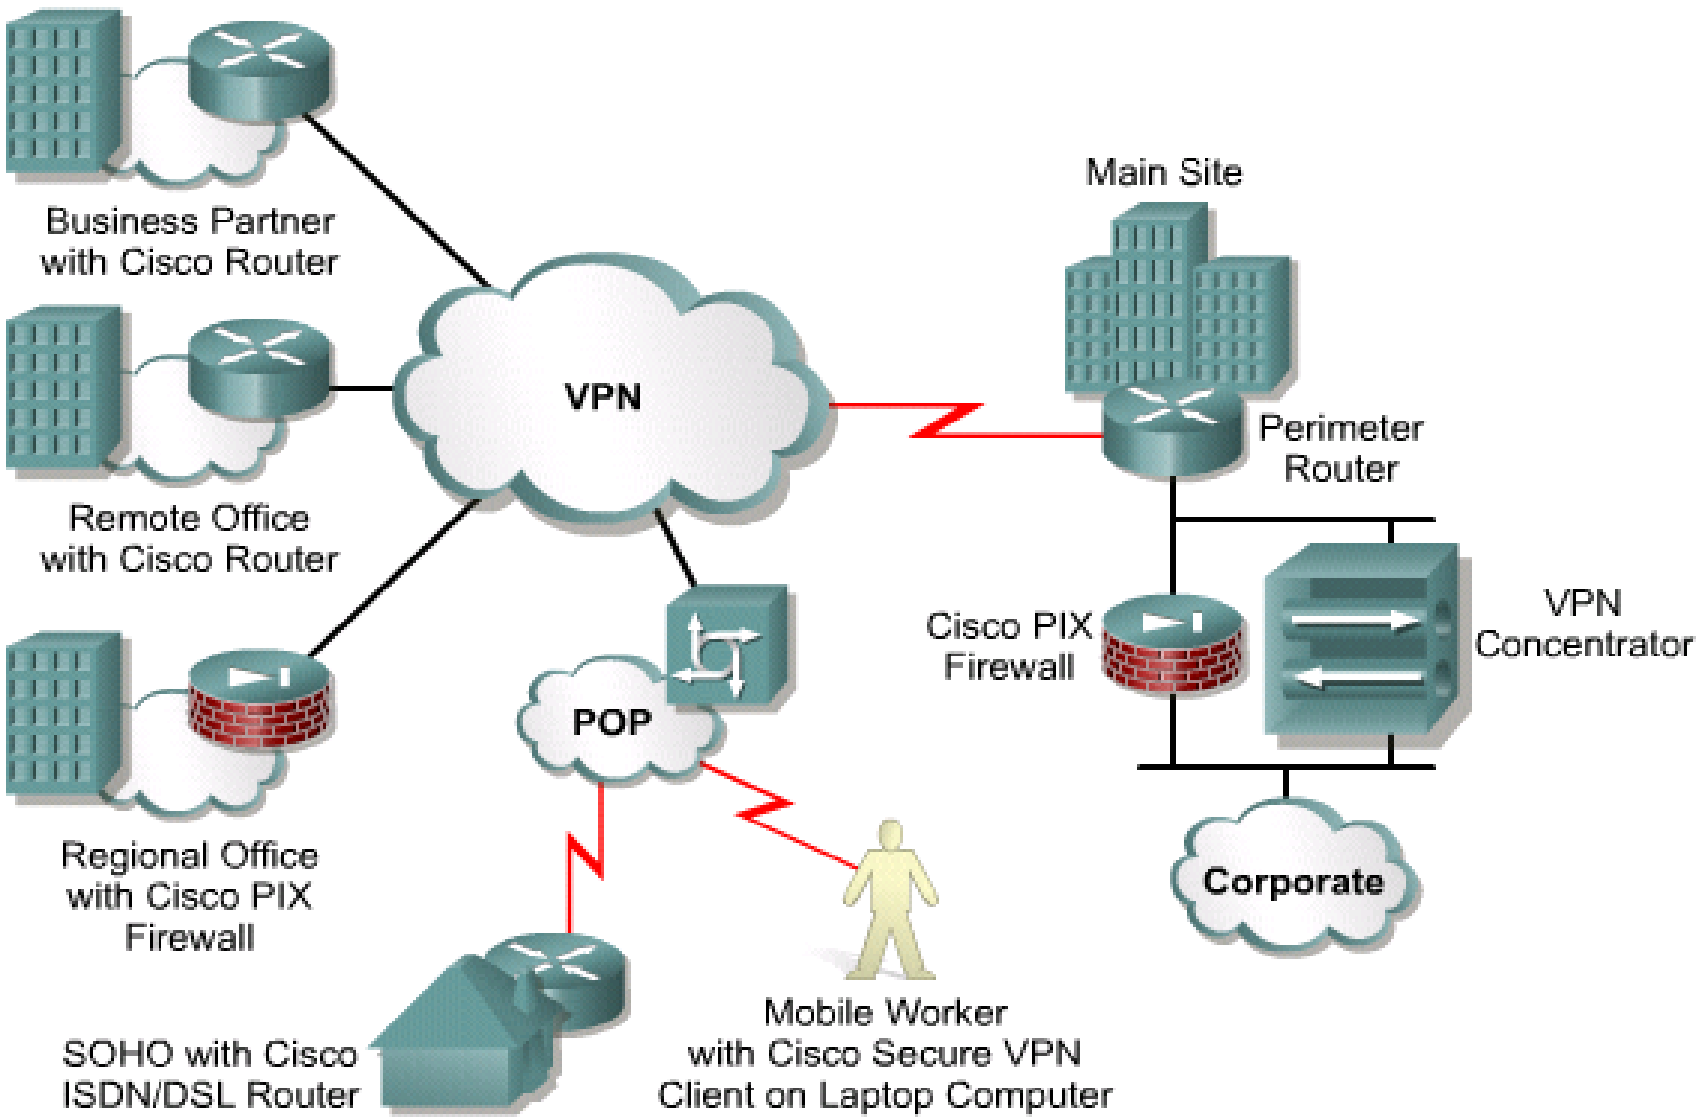 Business Partner
with Cisco Router
Main Site
VPN
Perimeter
Router
Remote Office
with Cisco Router
Cisco PIX
Firewall
VPN
Concentrator
POP
Regional Office
with Cisco PIX
Firewall
Corporate
SOHO with Cisco
ISDN/DSL Router
Mobile Worker
with Cisco Secure VPN
Client on Laptop Computer